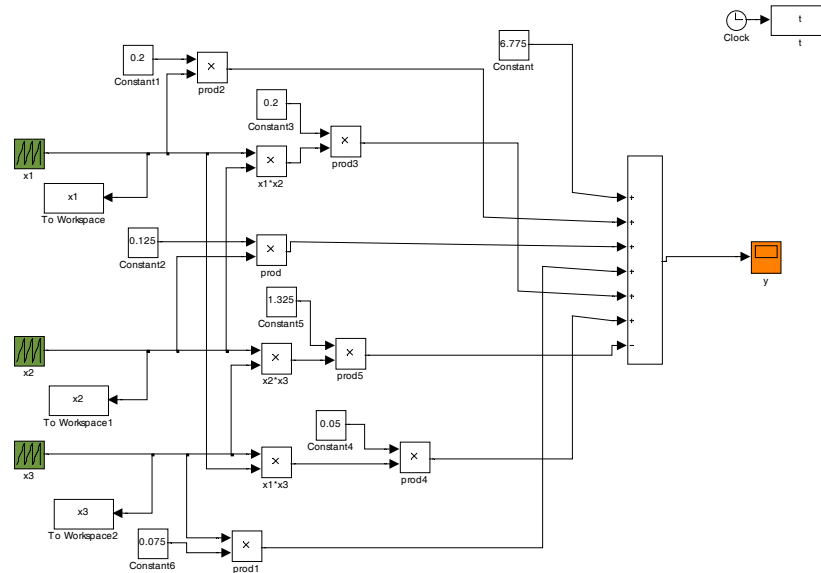 t
Clock
t
6.775
Constant
0.2
Constant1
×
prod2
0.2
Constant3
×
prod3
x1
×
x1*x2
x1
To Workspace
0.125
Constant2
×
prod
+
+
+
+
+
+
−
y
1.325
Constant5
×
prod5
x2
×
x2*x3
x2
To Workspace1
0.05
Constant4
×
prod4
x3
×
x1*x3
x3
To Workspace2
0.075
Constant6
×
prod1